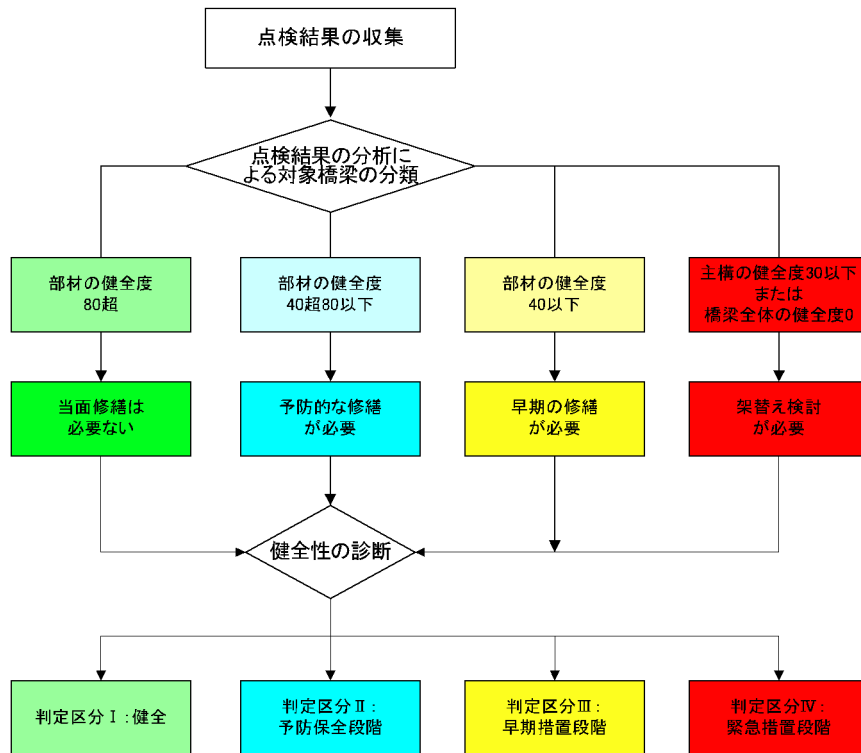 点検結果の収集
点検結果の分析に
よる対象橋梁の分類
部材の健全度
80超
部材の健全度
40超80以下
部材の健全度
40以下
主構の健全度30以下
または
橋梁全体の健全度0
当面修繕は
必要ない
予防的な修繕
が必要
早期の修繕
が必要
架替え検討
が必要
健全性の診断
判定区分Ⅰ:健全
判定区分Ⅱ:
予防保全段階
判定区分Ⅲ:
早期措置段階
判定区分Ⅳ:
緊急措置段階